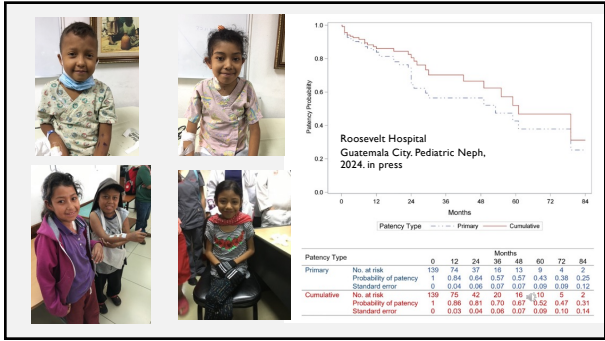 1.0
0.8
0.6
0.4
0.2
0.0
Patency Probability
Roosevelt Hospital
Guatemala City. Pediatric Neph,
2024. in press
0 12 24 36 48 60 72 84
Months
Patency Type Primary Cumulative
Patency Type Months
0 12 24 36 48 60 72 84
Primary No. at risk 139 74 37 16 13 9 4 2
Probability of patency 1 0.84 0.64 0.57 0.57 0.43 0.38 0.25
Standard error 0 0.04 0.06 0.07 0.07 0.09 0.09 0.12
Cumulative No. at risk 139 75 42 20 16 10 5 2
Probability of patency 1 0.86 0.81 0.70 0.67 0.52 0.47 0.31
Standard error 0 0.03 0.04 0.06 0.07 0.09 0.10 0.14